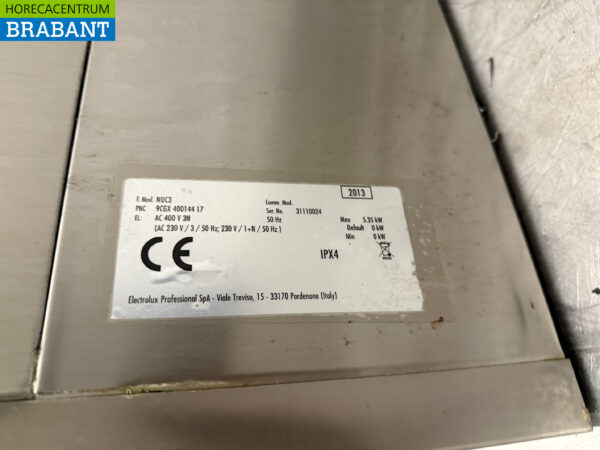 HORECACENTRUM
BRABANT
2013
F. Mod. NUC3
Comm. Mod.
PNC 9CGX 400144 17
Ser. No. 31110024
EL: AC 400 V 3N
50 Hz
(AC 230 V / 3 / 50 Hz; 230 V / 1+N / 50 Hz )
Max 5.35 kW
Default 0 kW
Min 0 kW
CE
IPX4
Electrolux Professional SpA - Viale Treviso, 15 - 33170 Pordenone (Italy)